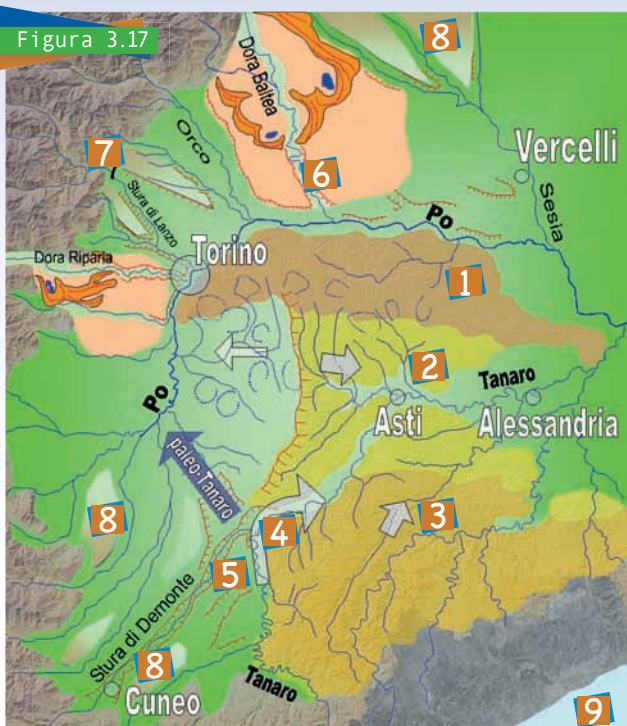 Figura 3.17
8
Dora Baltea
Orco
7
Vercelli
6
Stura di Lanzo
Po
Sesia
Dora Riparia
Torino
1
2
Tanaro
Po
Asti
Alessandria
paleo-Tanaro
8
3
4
5
Stura di Demonte
8
Cuneo
Tanaro
9